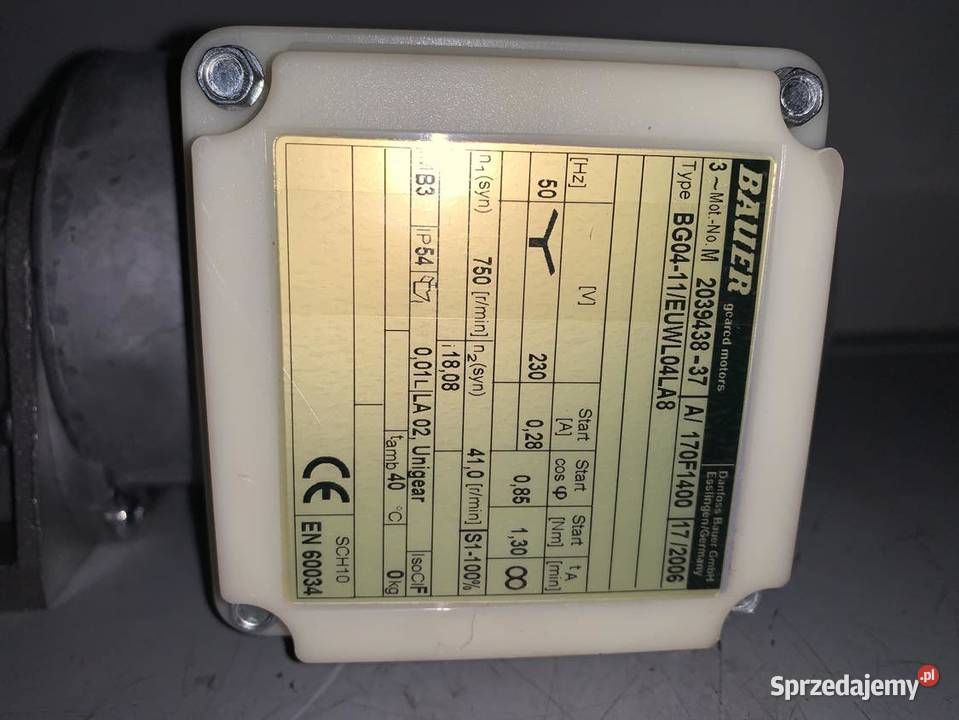 BAUER geared motors Danfoss Bauer GmbH
Esslingen/Germany
3~Mot.-No. M 2039438-37 A/ 170F1400 17/2006
Type BG04-11/EUWL04LA8
[Hz] [V] Start [A] Start cos φ Start [Nm] tA [min]
50 230 0,28 0,85 1,30 ∞
n1(syn) 750 [r/min] n2(syn) 41,0 [r/min] S1-100%
i 18,08
B3 IP54 0,01L LA 02, Unigear IsoCl F
tamb 40 °C 0kg
SCH10
CE EN 60034
Sprzedajemy.pl